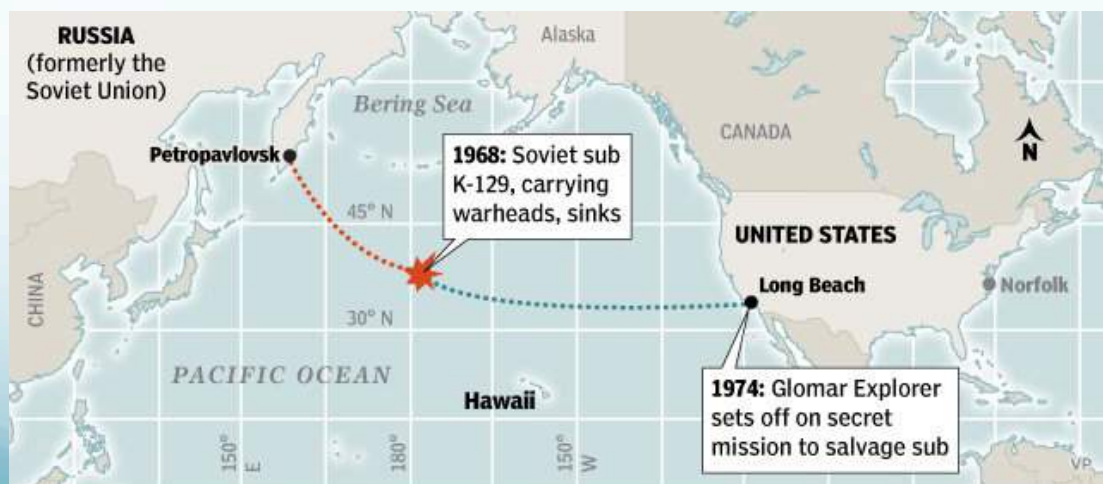 RUSSIA
(formerly the
Soviet Union)
Alaska
Bering Sea
CANADA
N
Petropavlovsk
1968: Soviet sub
K-129, carrying
warheads, sinks
45° N
UNITED STATES
Long Beach
Norfolk
CHINA
30° N
PACIFIC OCEAN
Hawaii
1974: Glomar Explorer
sets off on secret
mission to salvage sub
150°
E
180°
150°
W
VP